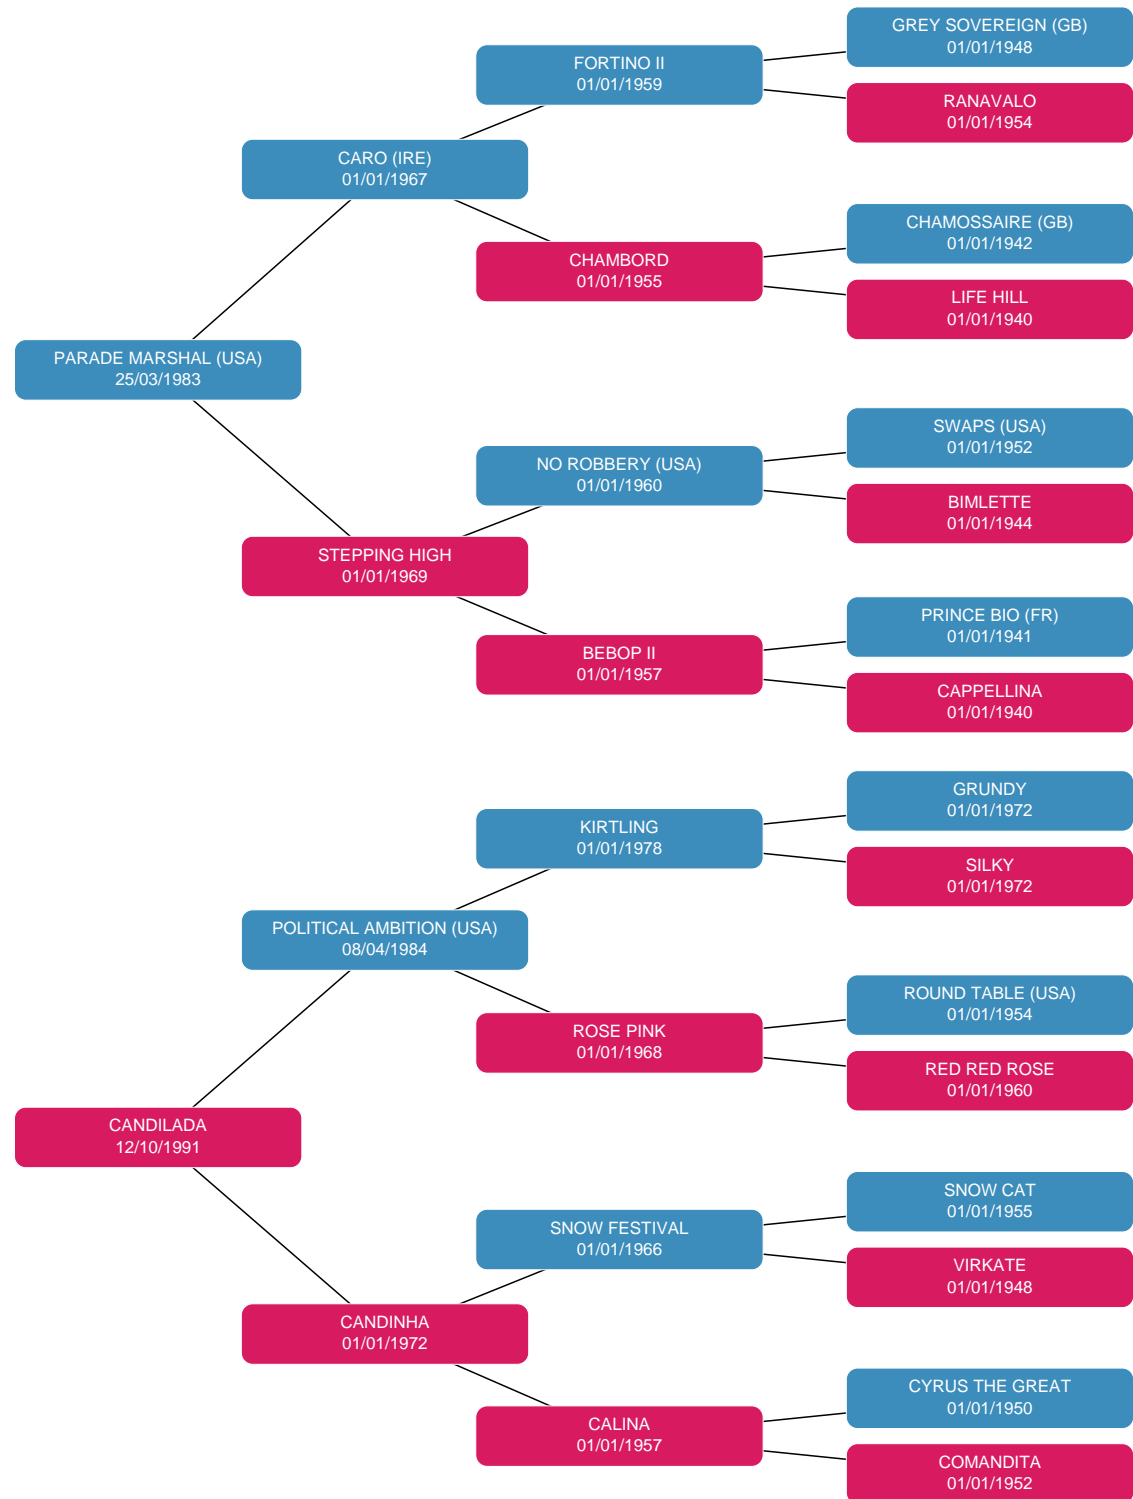 GREY SOVEREIGN (GB)
01/01/1948
FORTINO II
01/01/1959
RANAVALO
01/01/1954
CARO (IRE)
01/01/1967
CHAMOSSAIRE (GB)
01/01/1942
CHAMBORD
01/01/1955
LIFE HILL
01/01/1940
PARADE MARSHAL (USA)
25/03/1983
SWAPS (USA)
01/01/1952
NO ROBBERY (USA)
01/01/1960
BIMLETTE
01/01/1944
STEPPING HIGH
01/01/1969
PRINCE BIO (FR)
01/01/1941
BEBOP II
01/01/1957
CAPPELLINA
01/01/1940
GRUNDY
01/01/1972
KIRTLING
01/01/1978
SILKY
01/01/1972
POLITICAL AMBITION (USA)
08/04/1984
ROUND TABLE (USA)
01/01/1954
ROSE PINK
01/01/1968
RED RED ROSE
01/01/1960
CANDILADA
12/10/1991
SNOW CAT
01/01/1955
SNOW FESTIVAL
01/01/1966
VIRKATE
01/01/1948
CANDINHA
01/01/1972
CYRUS THE GREAT
01/01/1950
CALINA
01/01/1957
COMANDITA
01/01/1952